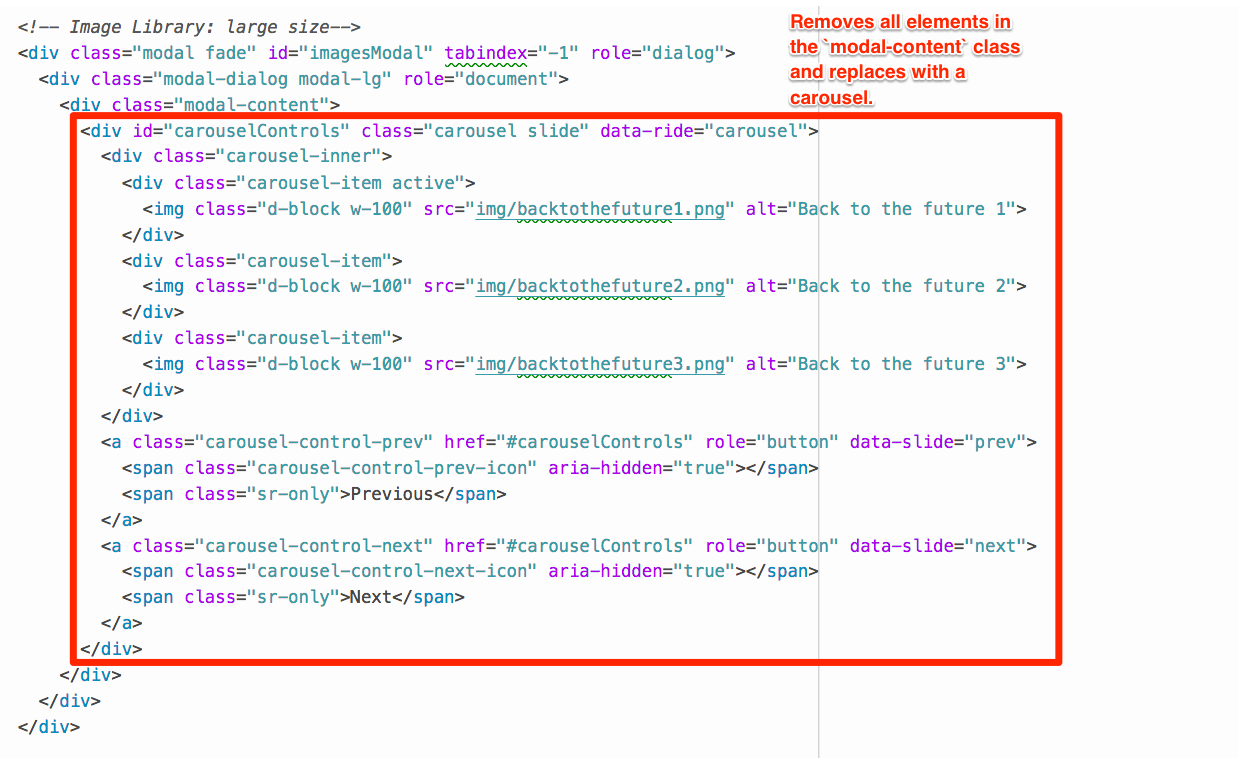 <!-- Image Library: large size-->
Removes all elements in
the `modal-content` class
and replaces with a
carousel.
<div class="modal fade" id="imagesModal" tabindex="-1" role="dialog">
  <div class="modal-dialog modal-lg" role="document">
    <div class="modal-content">
      <div id="carouselControls" class="carousel slide" data-ride="carousel">
        <div class="carousel-inner">
          <div class="carousel-item active">
            <img class="d-block w-100" src="img/backtothefuture1.png" alt="Back to the future 1">
          </div>
          <div class="carousel-item">
            <img class="d-block w-100" src="img/backtothefuture2.png" alt="Back to the future 2">
          </div>
          <div class="carousel-item">
            <img class="d-block w-100" src="img/backtothefuture3.png" alt="Back to the future 3">
          </div>
        </div>
        <a class="carousel-control-prev" href="#carouselControls" role="button" data-slide="prev">
          <span class="carousel-control-prev-icon" aria-hidden="true"></span>
          <span class="sr-only">Previous</span>
        </a>
        <a class="carousel-control-next" href="#carouselControls" role="button" data-slide="next">
          <span class="carousel-control-next-icon" aria-hidden="true"></span>
          <span class="sr-only">Next</span>
        </a>
      </div>
    </div>
  </div>
</div>